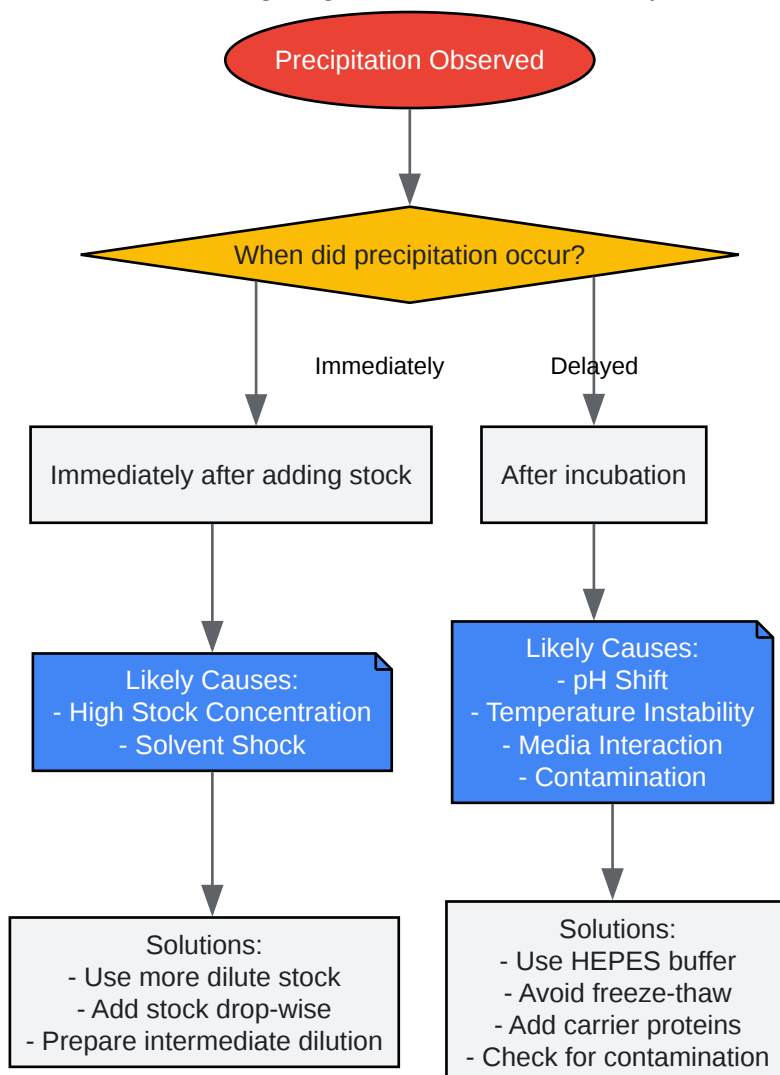 Precipitation Observed
When did precipitation occur?
Immediately
Delayed
Immediately after adding stock
After incubation
Likely Causes:
- High Stock Concentration
- Solvent Shock
Likely Causes:
- pH Shift
- Temperature Instability
- Media Interaction
- Contamination
Solutions:
- Use more dilute stock
- Add stock drop-wise
- Prepare intermediate dilution
Solutions:
- Use HEPES buffer
- Avoid freeze-thaw
- Add carrier proteins
- Check for contamination